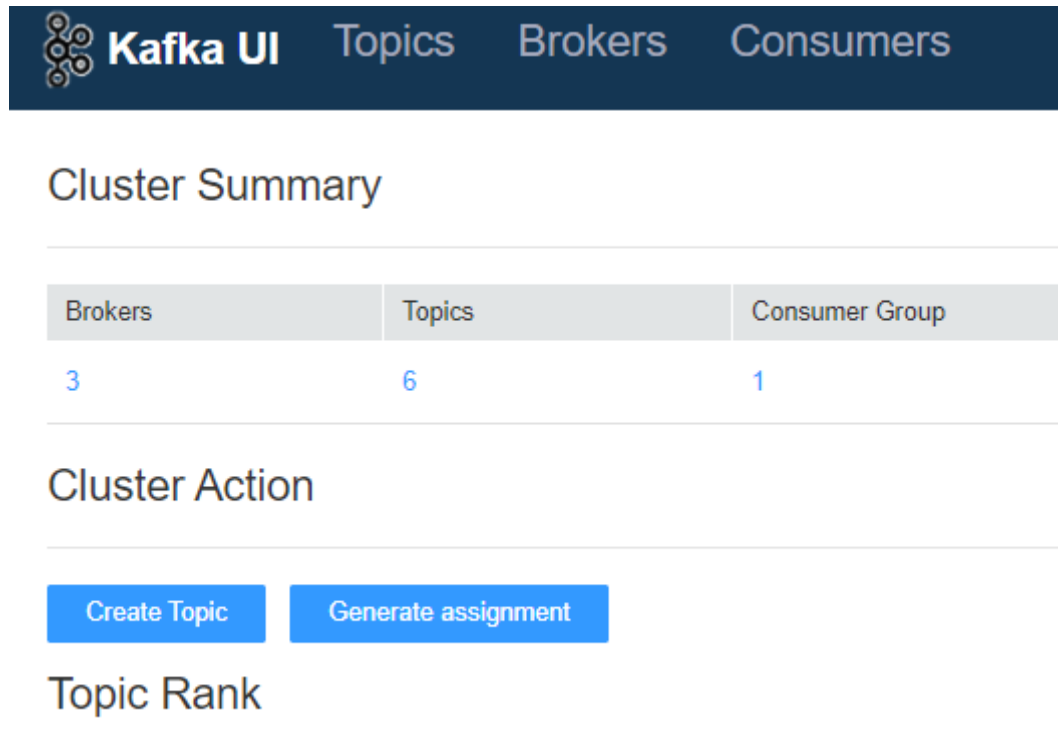 Kafka UI Topics Brokers Consumers
Cluster Summary
Brokers Topics Consumer Group
3 6 1
Cluster Action
Create Topic Generate assignment
Topic Rank